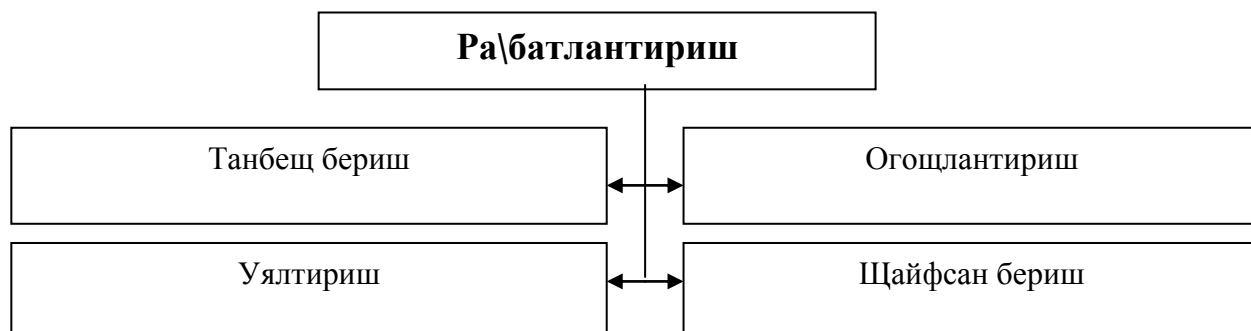 Ра\батлантириш
Танбещ бериш
Огощлантириш
Уялтириш
Щайфсан бериш